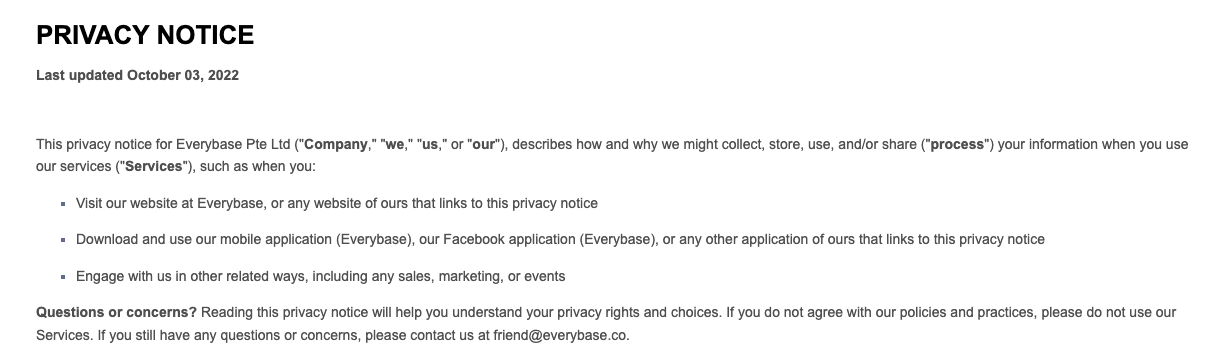 PRIVACY NOTICE
Last updated October 03, 2022
This privacy notice for Everybase Pte Ltd ("Company," "we," "us," or "our"), describes how and why we might collect, store, use, and/or share ("process") your information when you use
our services ("Services"), such as when you:
▪ Visit our website at Everybase, or any website of ours that links to this privacy notice
▪ Download and use our mobile application (Everybase), our Facebook application (Everybase), or any other application of ours that links to this privacy notice
▪ Engage with us in other related ways, including any sales, marketing, or events
Questions or concerns? Reading this privacy notice will help you understand your privacy rights and choices. If you do not agree with our policies and practices, please do not use our
Services. If you still have any questions or concerns, please contact us at friend@everybase.co.